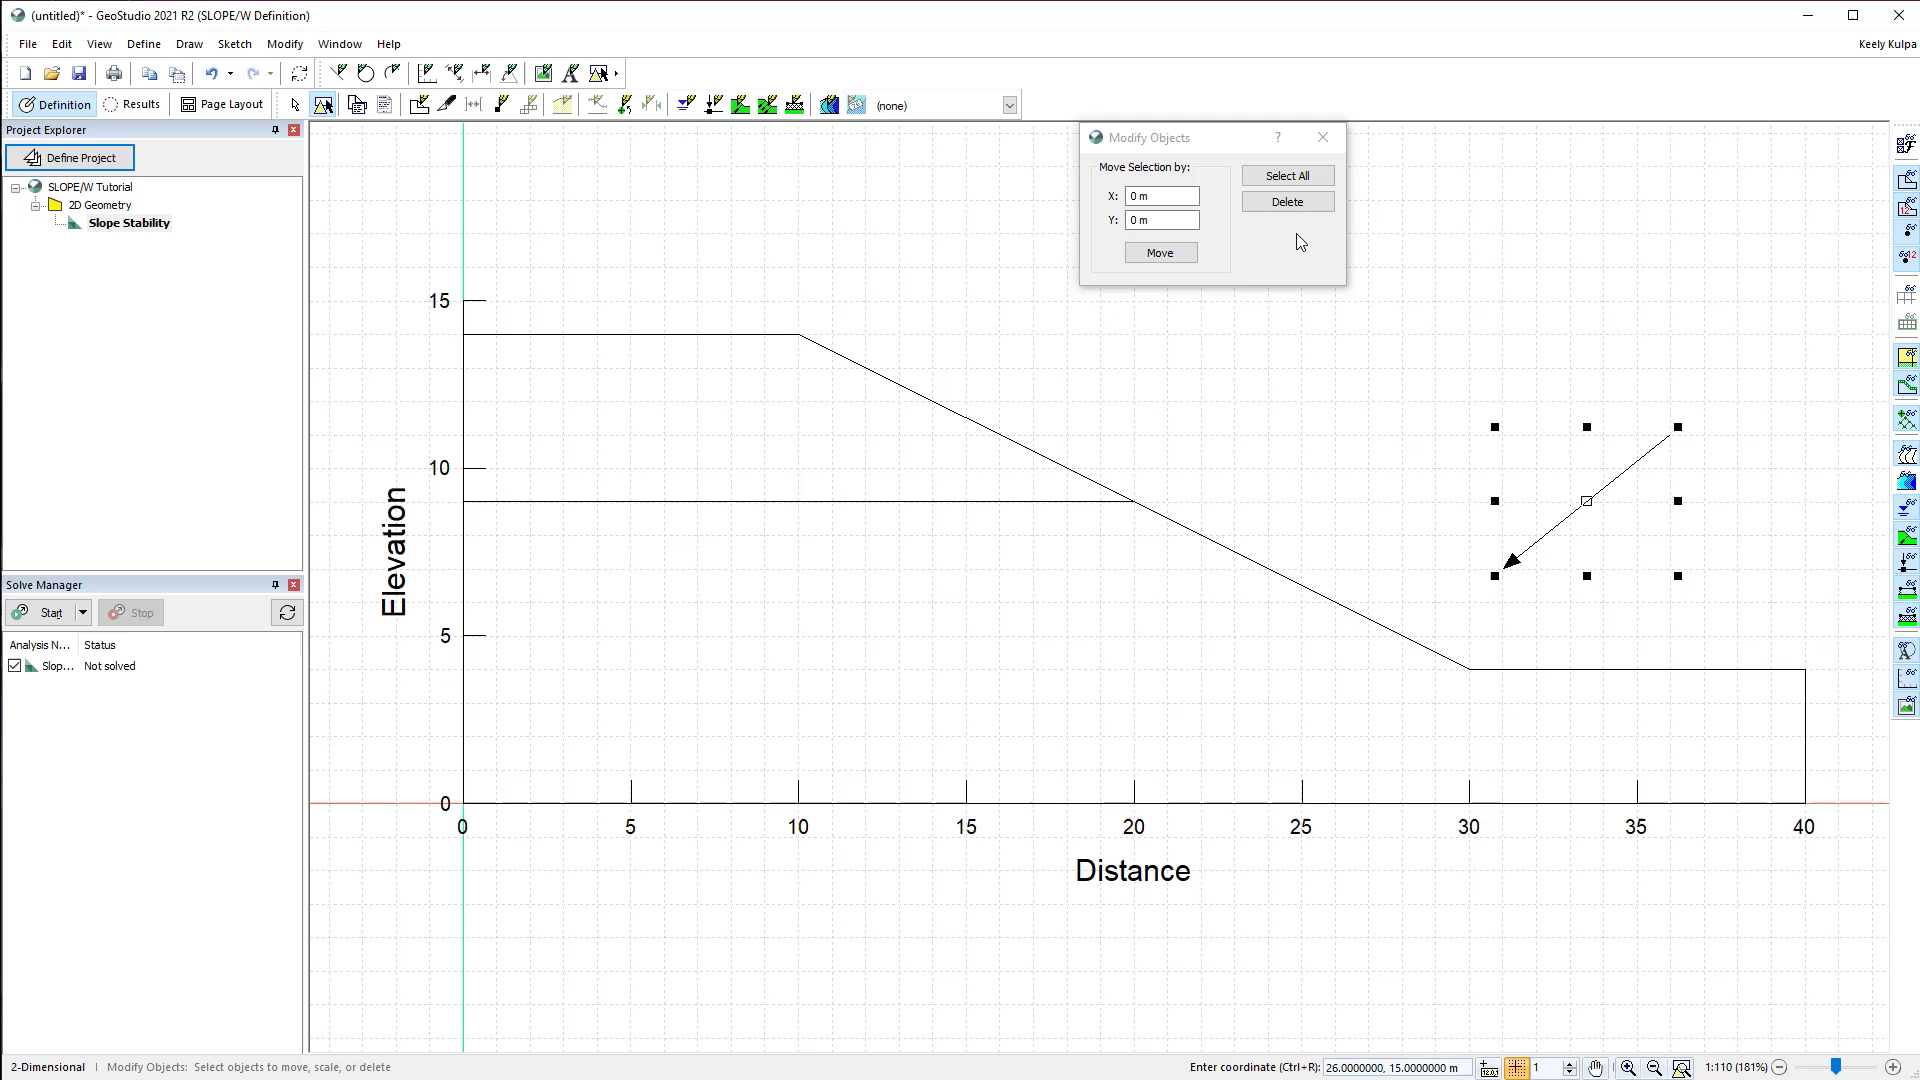 (untitled)* - GeoStudio 2021 R2 (SLOPE/W Definition)
File Edit View Define Draw Sketch Modify Window Help
Keely Kulpa
Definition Results Page Layout (none)
Project Explorer
Define Project
SLOPE/W Tutorial
2D Geometry
Slope Stability
Modify Objects ?
Move Selection by:
X: 0 m
Y: 0 m
Move
Select All
Delete
Solve Manager
Start Stop
Analysis N... Status
Slop... Not solved
Elevation
15
10
5
0
0 5 10 15 20 25 30 35 40
Distance
2-Dimensional Modify Objects: Select objects to move, scale, or delete
Enter coordinate (Ctrl+R): 26.0000000, 15.0000000 m 1 1:110 (181%)